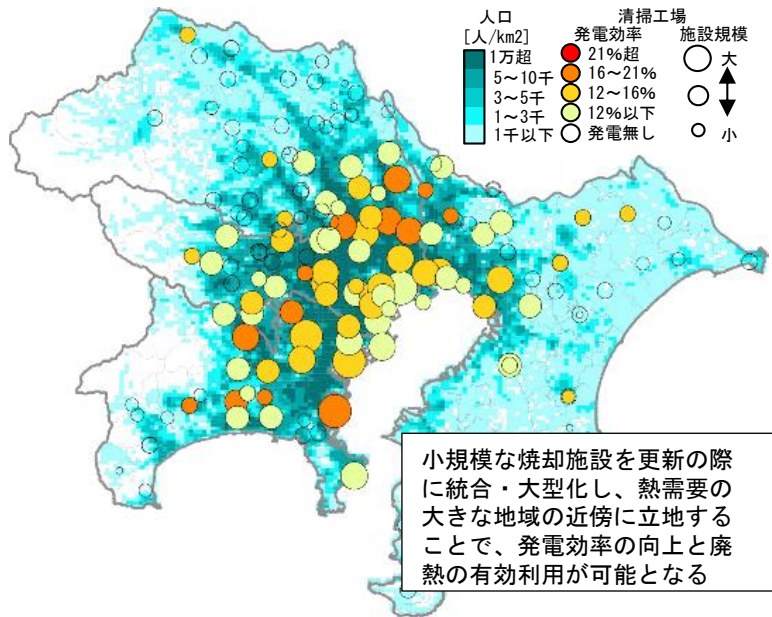 人口
[人/km2]
1万超
5～10千
3～5千
1～3千
1千以下
清掃工場
発電効率
21%超
16～21%
12～16%
12%以下
発電無し
施設規模
大
小
小規模な焼却施設を更新の際
に統合・大型化し、熱需要の
大きな地域の近傍に立地する
ことで、発電効率の向上と廃
熱の有効利用が可能となる